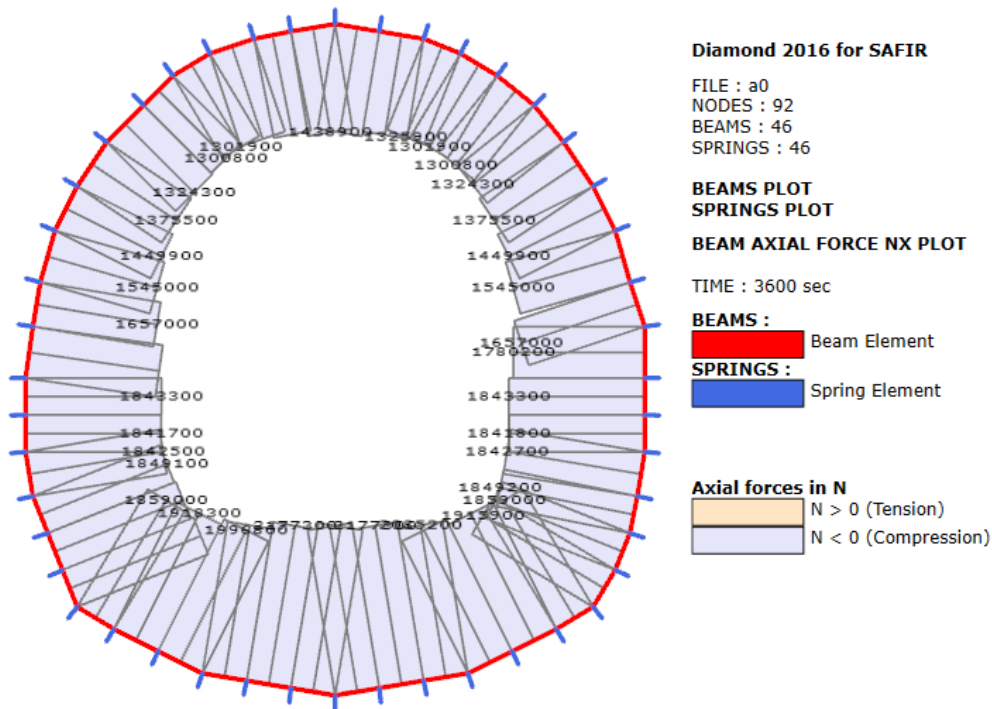 Diamond 2016 for SAFIR
FILE : a0
NODES : 92
BEAMS : 46
SPRINGS : 46
BEAMS PLOT
SPRINGS PLOT
BEAM AXIAL FORCE NX PLOT
TIME : 3600 sec
BEAMS :
Beam Element
SPRINGS :
Spring Element
Axial forces in N
N > 0 (Tension)
N < 0 (Compression)
1438900
1301900
1301900
1300800
1300800
1324300
1324300
1375500
1375500
1449900
1449900
1545000
1545000
1657000
1657000
1780200
1843300
1843300
1841700
1841800
1842500
1842700
1849100
1849200
1859000
1918300